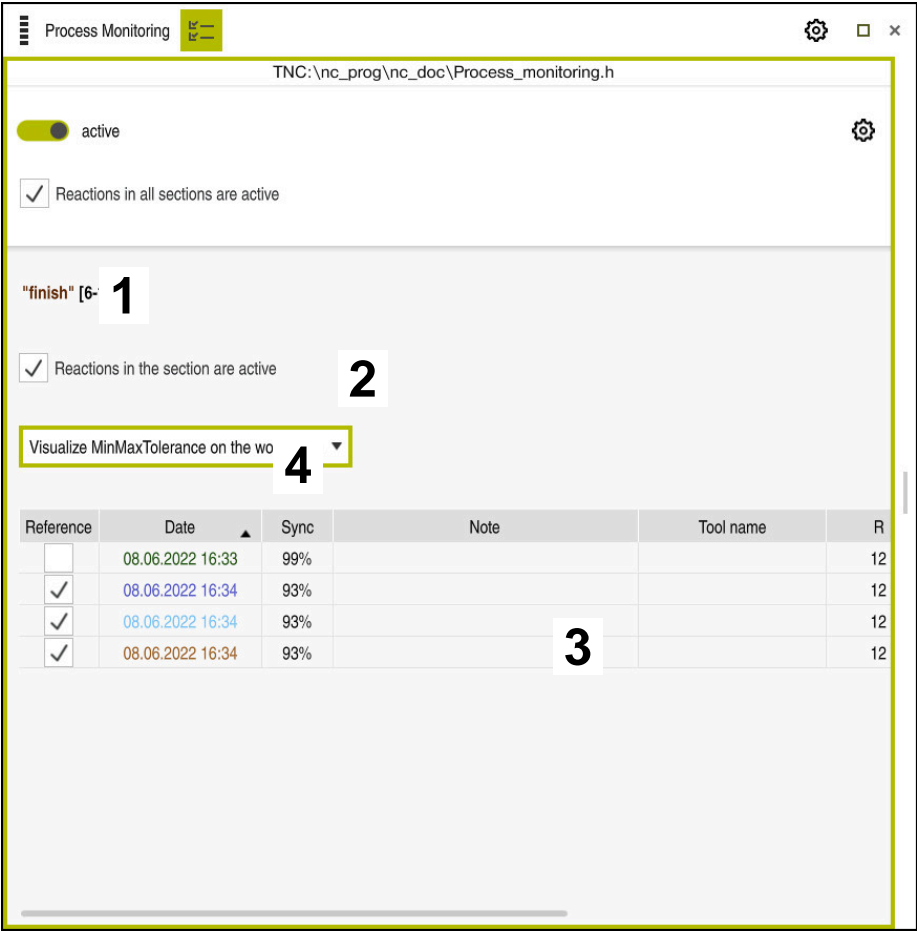 Process Monitoring
TNC:\nc_prog\nc_doc\Process_monitoring.h
active
Reactions in all sections are active
"finish" [6- 1
Reactions in the section are active 2
Visualize MinMaxTolerance on the wo 4
Reference Date Sync Note Tool name R
08.06.2022 16:33 99% 12
08.06.2022 16:34 93% 12
08.06.2022 16:34 93% 12
08.06.2022 16:34 93% 3 12